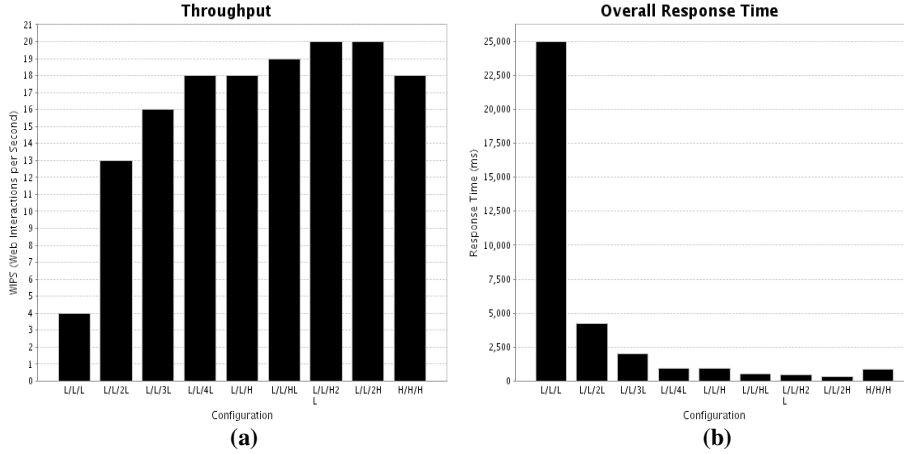 Throughput
21
20
19
18
17
16
15
14
13
12
11
10
9
8
7
6
5
4
3
2
1
0
WIPS (Web Interactions per Second)
L/L/L L/L/2L L/L/3L L/L/4L L/L/H L/L/HL L/L/H2 L/L/2H H/H/H
L
Configuration
(a)
Overall Response Time
25,000
22,500
20,000
17,500
15,000
12,500
10,000
7,500
5,000
2,500
0
Response Time (ms)
L/L/L L/L/2L L/L/3L L/L/4L L/L/H L/L/HL L/L/H2 L/L/2H H/H/H
L
Configuration
(b)